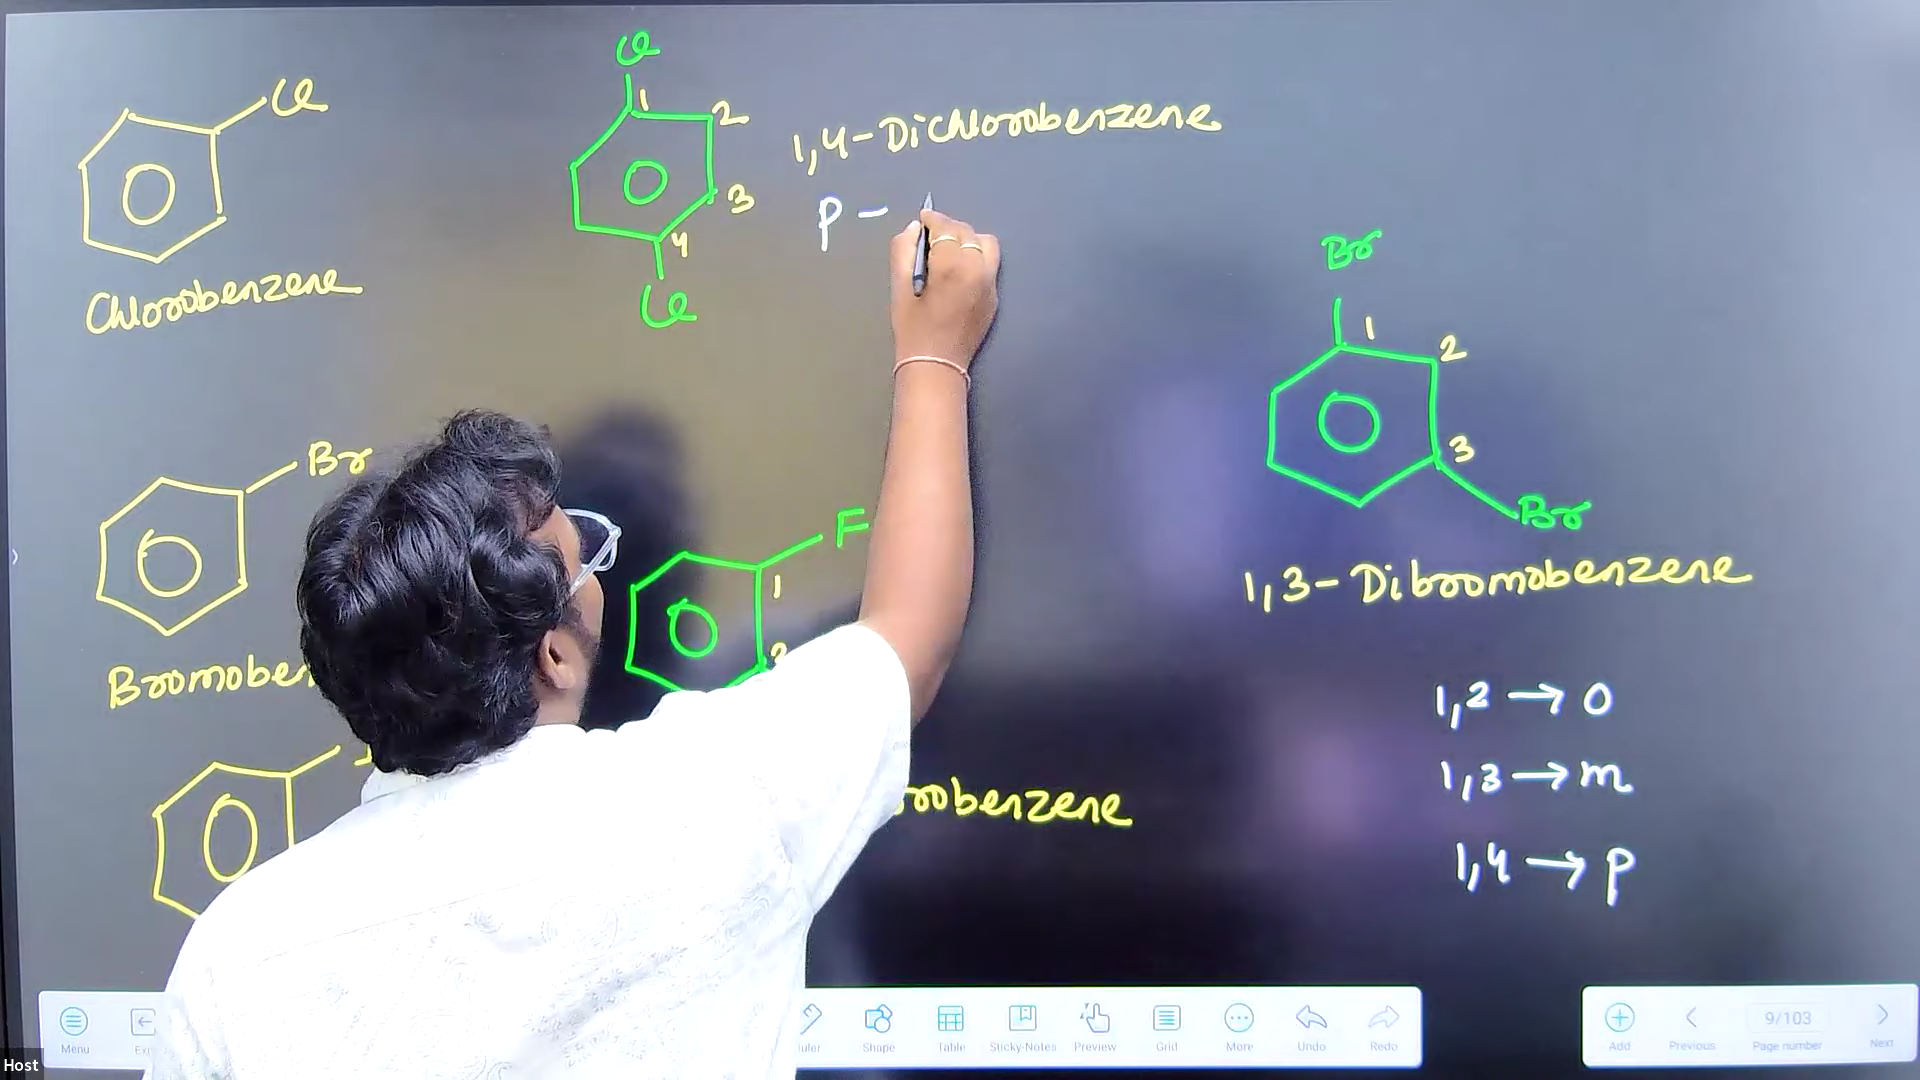 Cl
Chlorobenzene
Cl
1
2
3
4
Cl
1,4-Dichlorobenzene
p-
Br
1
2
3
Br
1,3-Dibromobenzene
Br
F
1
2
1,2 → o
1,3 → m
1,4 → p
Menu
Shape
Table
Sticky-Notes
Preview
Grid
More
Undo
Redo
Add
Previous
9/103
Page number
Next
Host